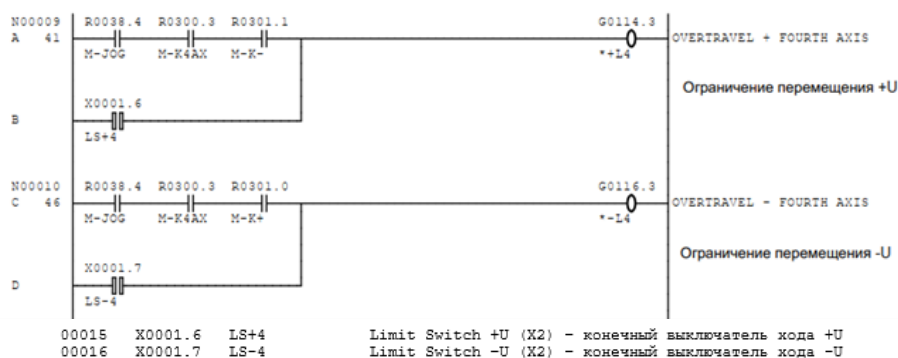 N00009 R0038.4 R0300.3 R0301.1 G0114.3
A 41 OVERTRAVEL + FOURTH AXIS
M-JOG M-K4AX M-K- *+L4
Ограничение перемещения +U
X0001.6
B
LS+4
N00010 R0038.4 R0300.3 R0301.0 G0116.3
C 46 OVERTRAVEL - FOURTH AXIS
M-JOG M-K4AX M-K+ *-L4
Ограничение перемещения -U
X0001.7
D
LS-4
00015 X0001.6 LS+4 Limit Switch +U (X2) - конечный выключатель хода +U
00016 X0001.7 LS-4 Limit Switch -U (X2) - конечный выключатель хода -U